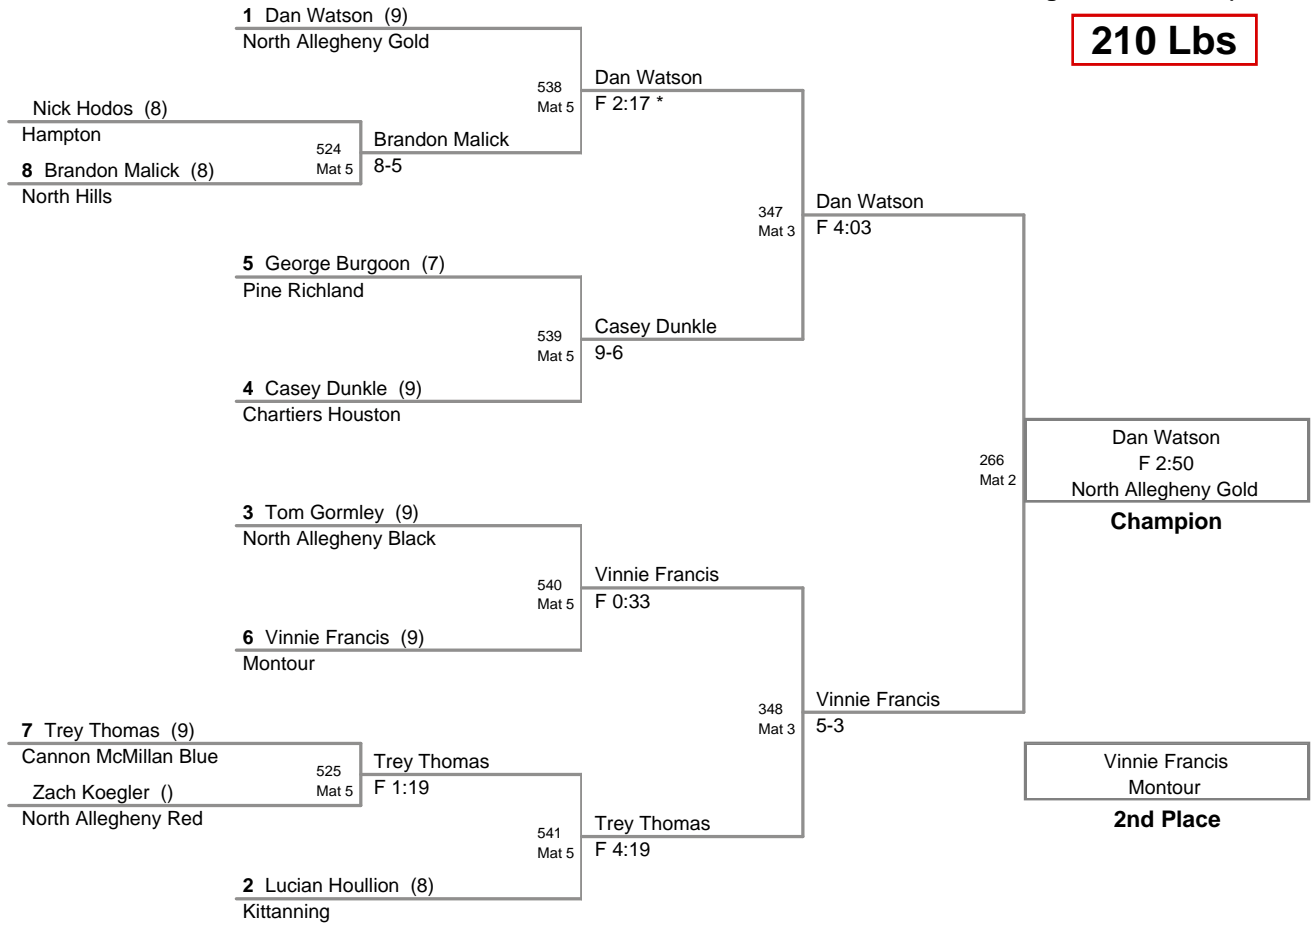 210 Lbs
1 Dan Watson (9)
North Allegheny Gold
538
Mat 5
Dan Watson
F 2:17 *
Nick Hodos (8)
Hampton
524
Mat 5
Brandon Malick
8-5
8 Brandon Malick (8)
North Hills
347
Mat 3
Dan Watson
F 4:03
5 George Burgoon (7)
Pine Richland
539
Mat 5
Casey Dunkle
9-6
4 Casey Dunkle (9)
Chartiers Houston
266
Mat 2
Dan Watson
F 2:50
North Allegheny Gold
Champion
3 Tom Gormley (9)
North Allegheny Black
540
Mat 5
Vinnie Francis
F 0:33
6 Vinnie Francis (9)
Montour
348
Mat 3
Vinnie Francis
5-3
7 Trey Thomas (9)
Cannon McMillan Blue
525
Mat 5
Trey Thomas
F 1:19
Zach Koegler ()
North Allegheny Red
Vinnie Francis
Montour
2nd Place
541
Mat 5
Trey Thomas
F 4:19
2 Lucian Houllion (8)
Kittanning